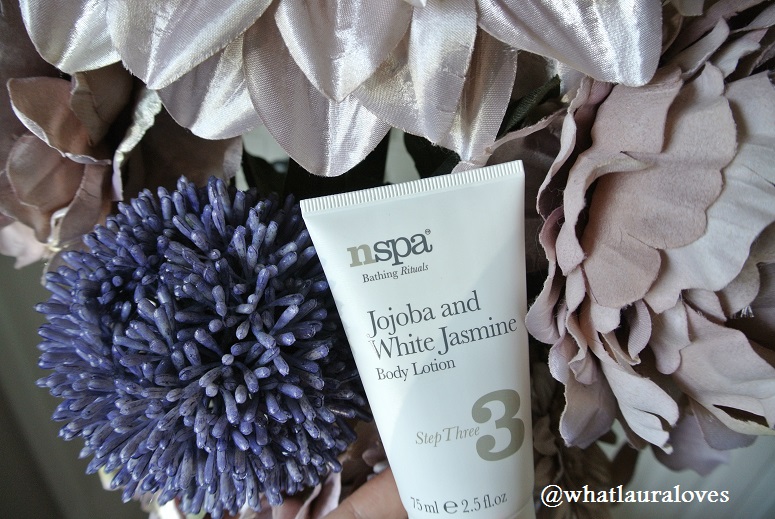 nspa®
Bathing Rituals
Jojoba and
White Jasmine
Body Lotion
Step Three 3
75 ml e 2.5 fl.oz
@whatlauraloves